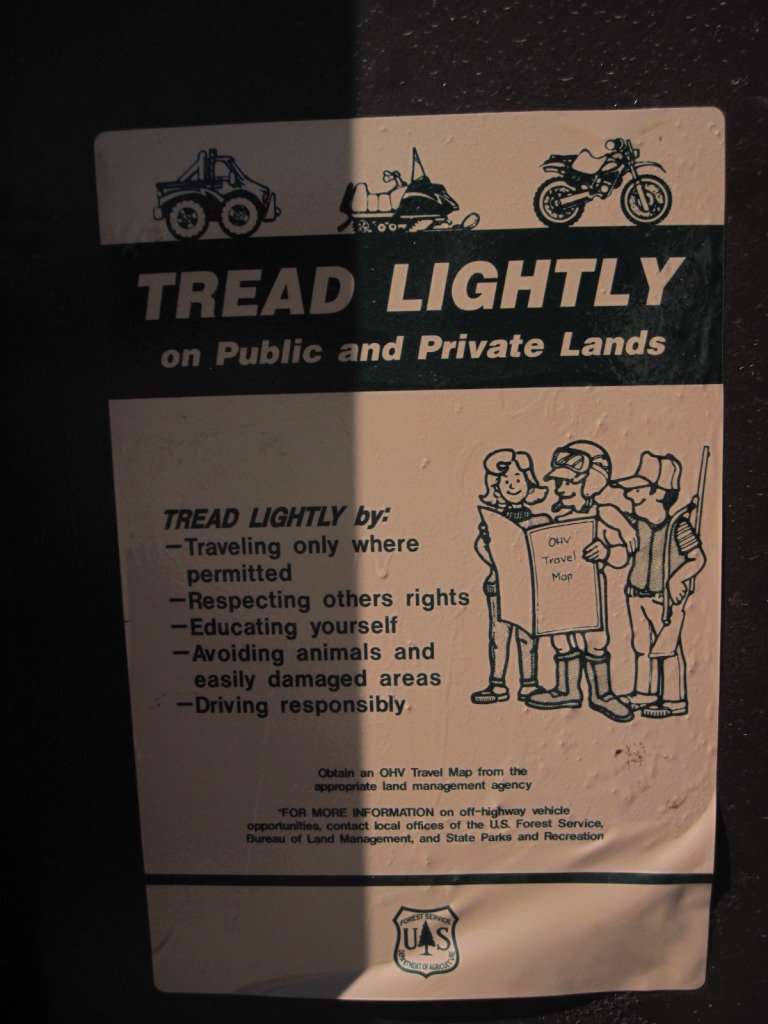 TREAD LIGHTLY
on Public and Private Lands
OHV
Travel
Map
TREAD LIGHTLY by:
-Traveling only where
permitted
-Respecting others rights
-Educating yourself
-Avoiding animals and
easily damaged areas
-Driving responsibly
Obtain an OHV Travel Map from the
appropriate land management agency
*FOR MORE INFORMATION on off-highway vehicle
opportunities, contact local offices of the U.S. Forest Service,
Bureau of Land Management, and State Parks and Recreation
FOREST SERVICE
U S
DEPARTMENT OF AGRICULTURE